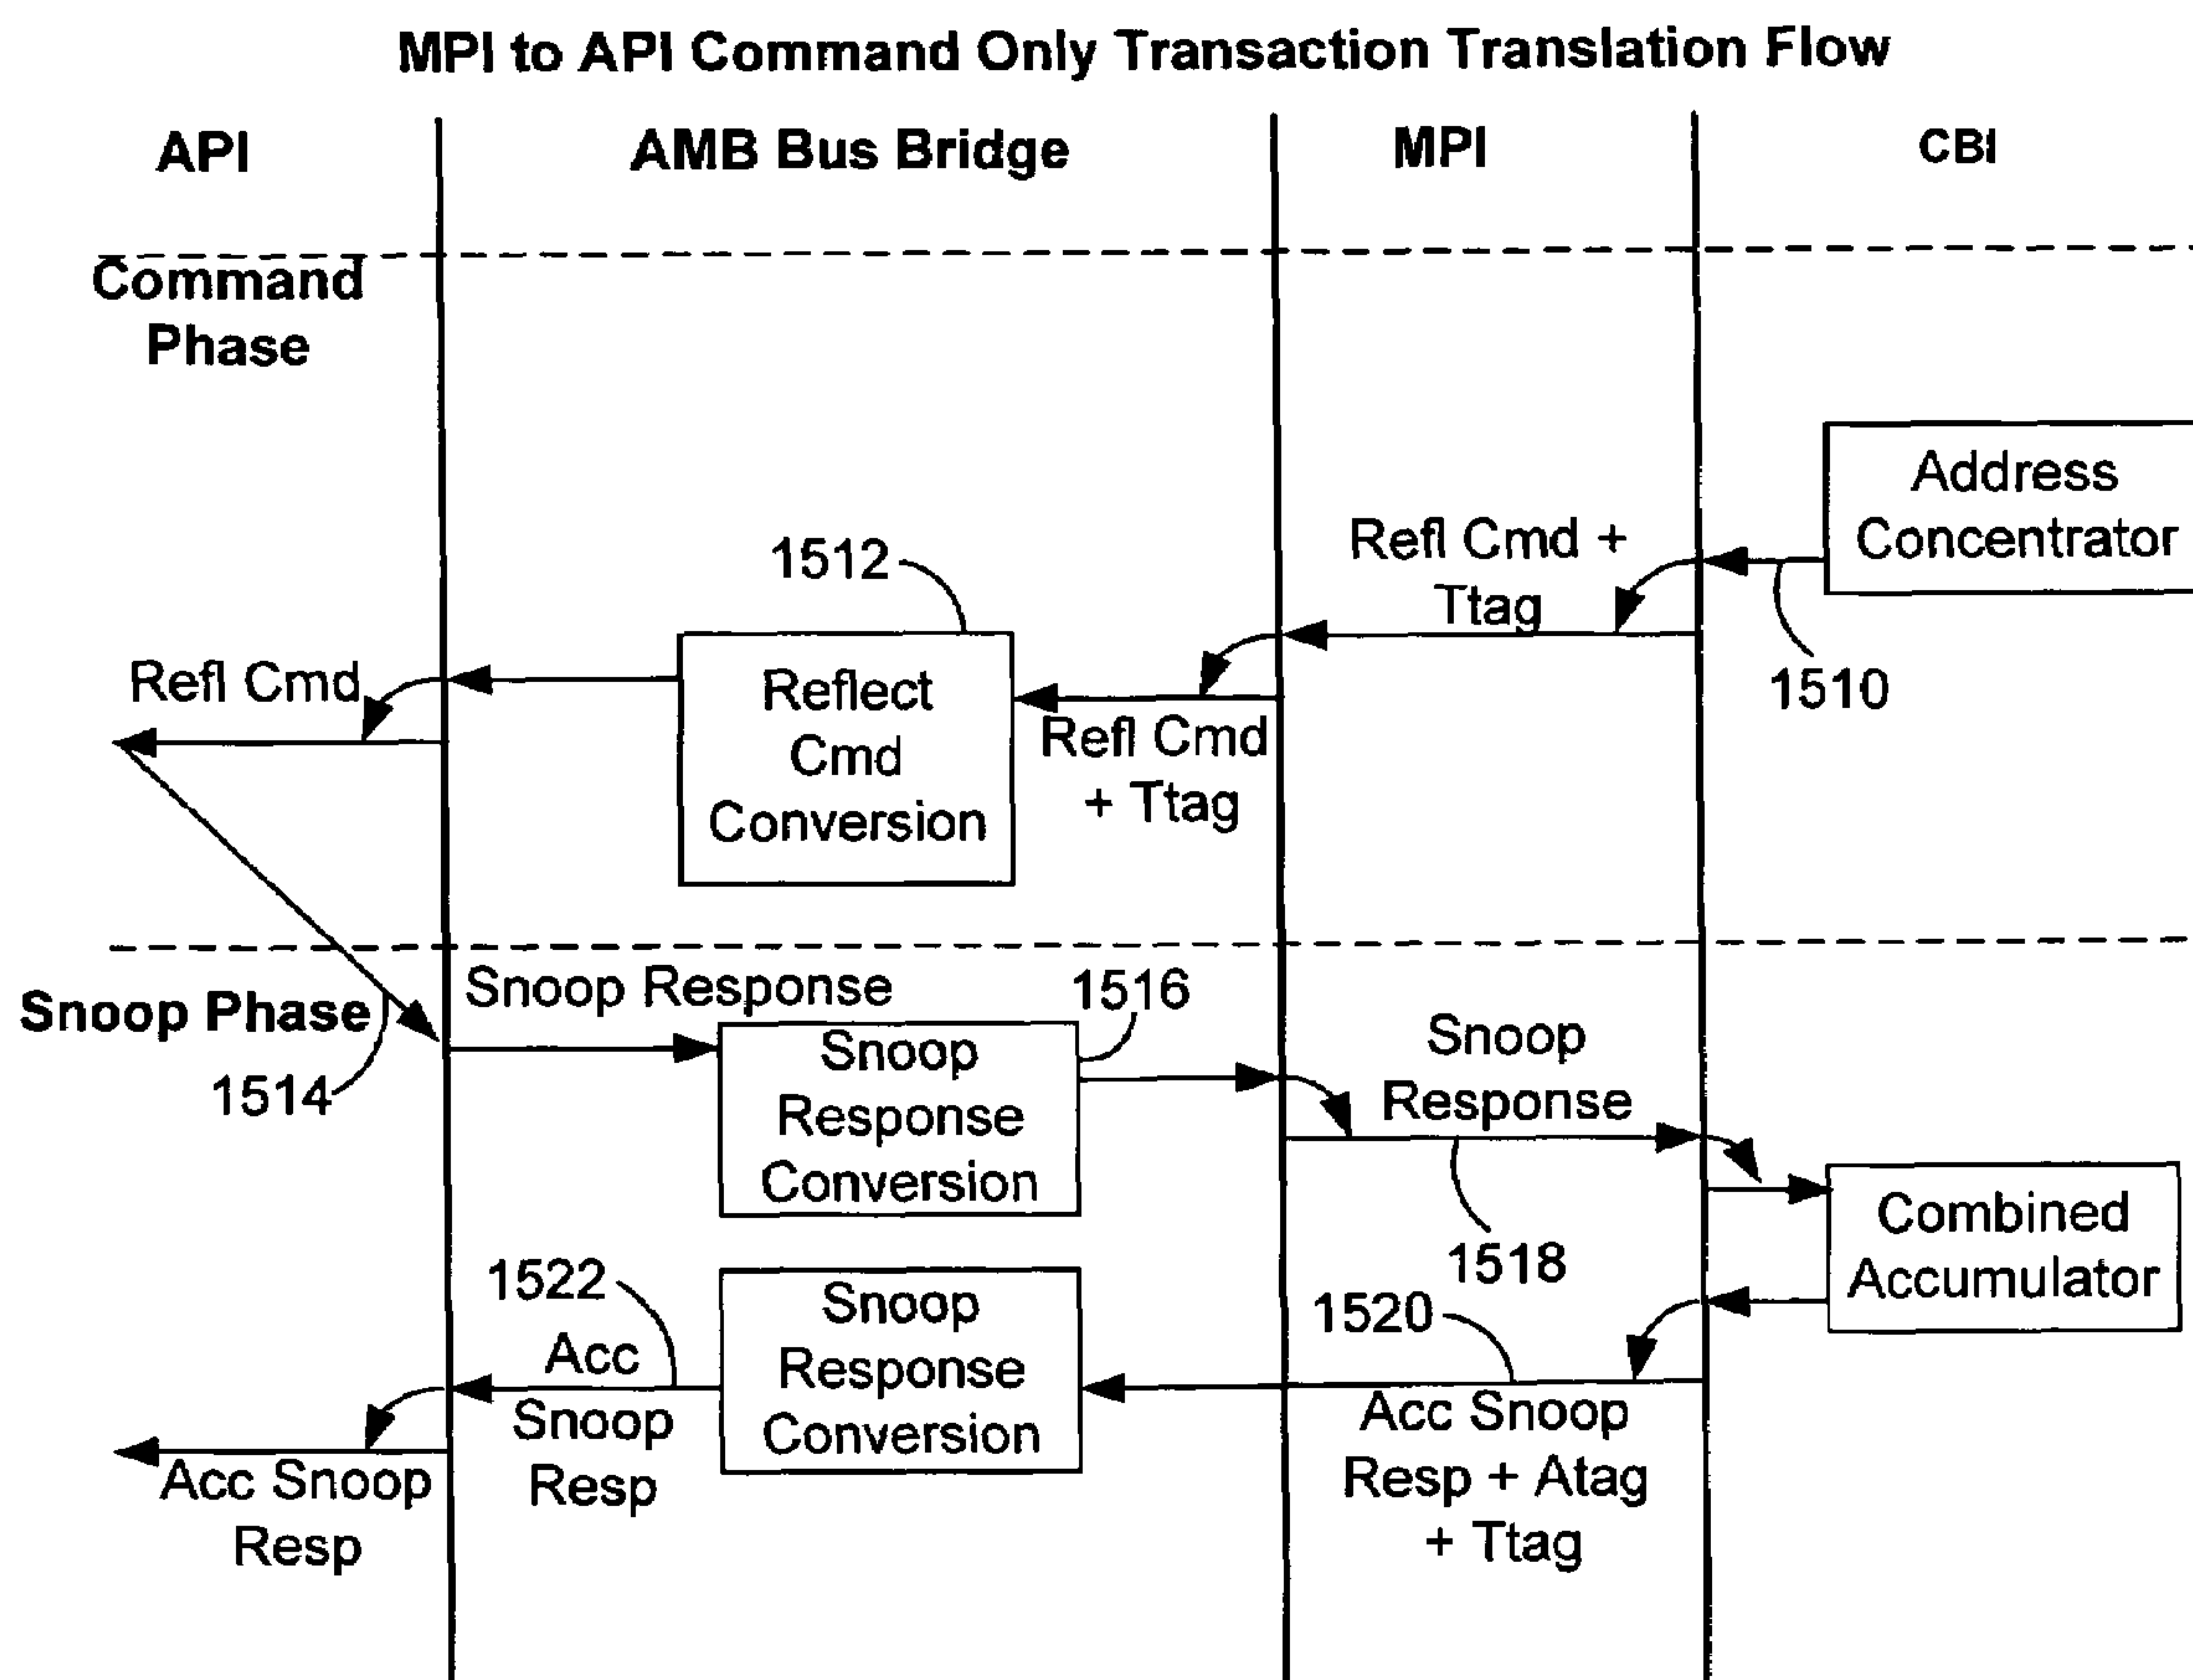 MPI to API Command Only Transaction Translation Flow
API
AMB Bus Bridge
MPI
CBI
Command
Phase
Address
Concentrator
Refl Cmd +
Ttag
1510
1512
Reflect
Cmd
Conversion
Refl Cmd
+ Ttag
Refl Cmd
Snoop Phase
1514
Snoop Response
1516
Snoop
Response
Conversion
Snoop
Response
1518
Combined
Accumulator
1520
Acc Snoop
Resp + Atag
+ Ttag
Snoop
Response
Conversion
1522
Acc
Snoop
Resp
Acc Snoop
Resp